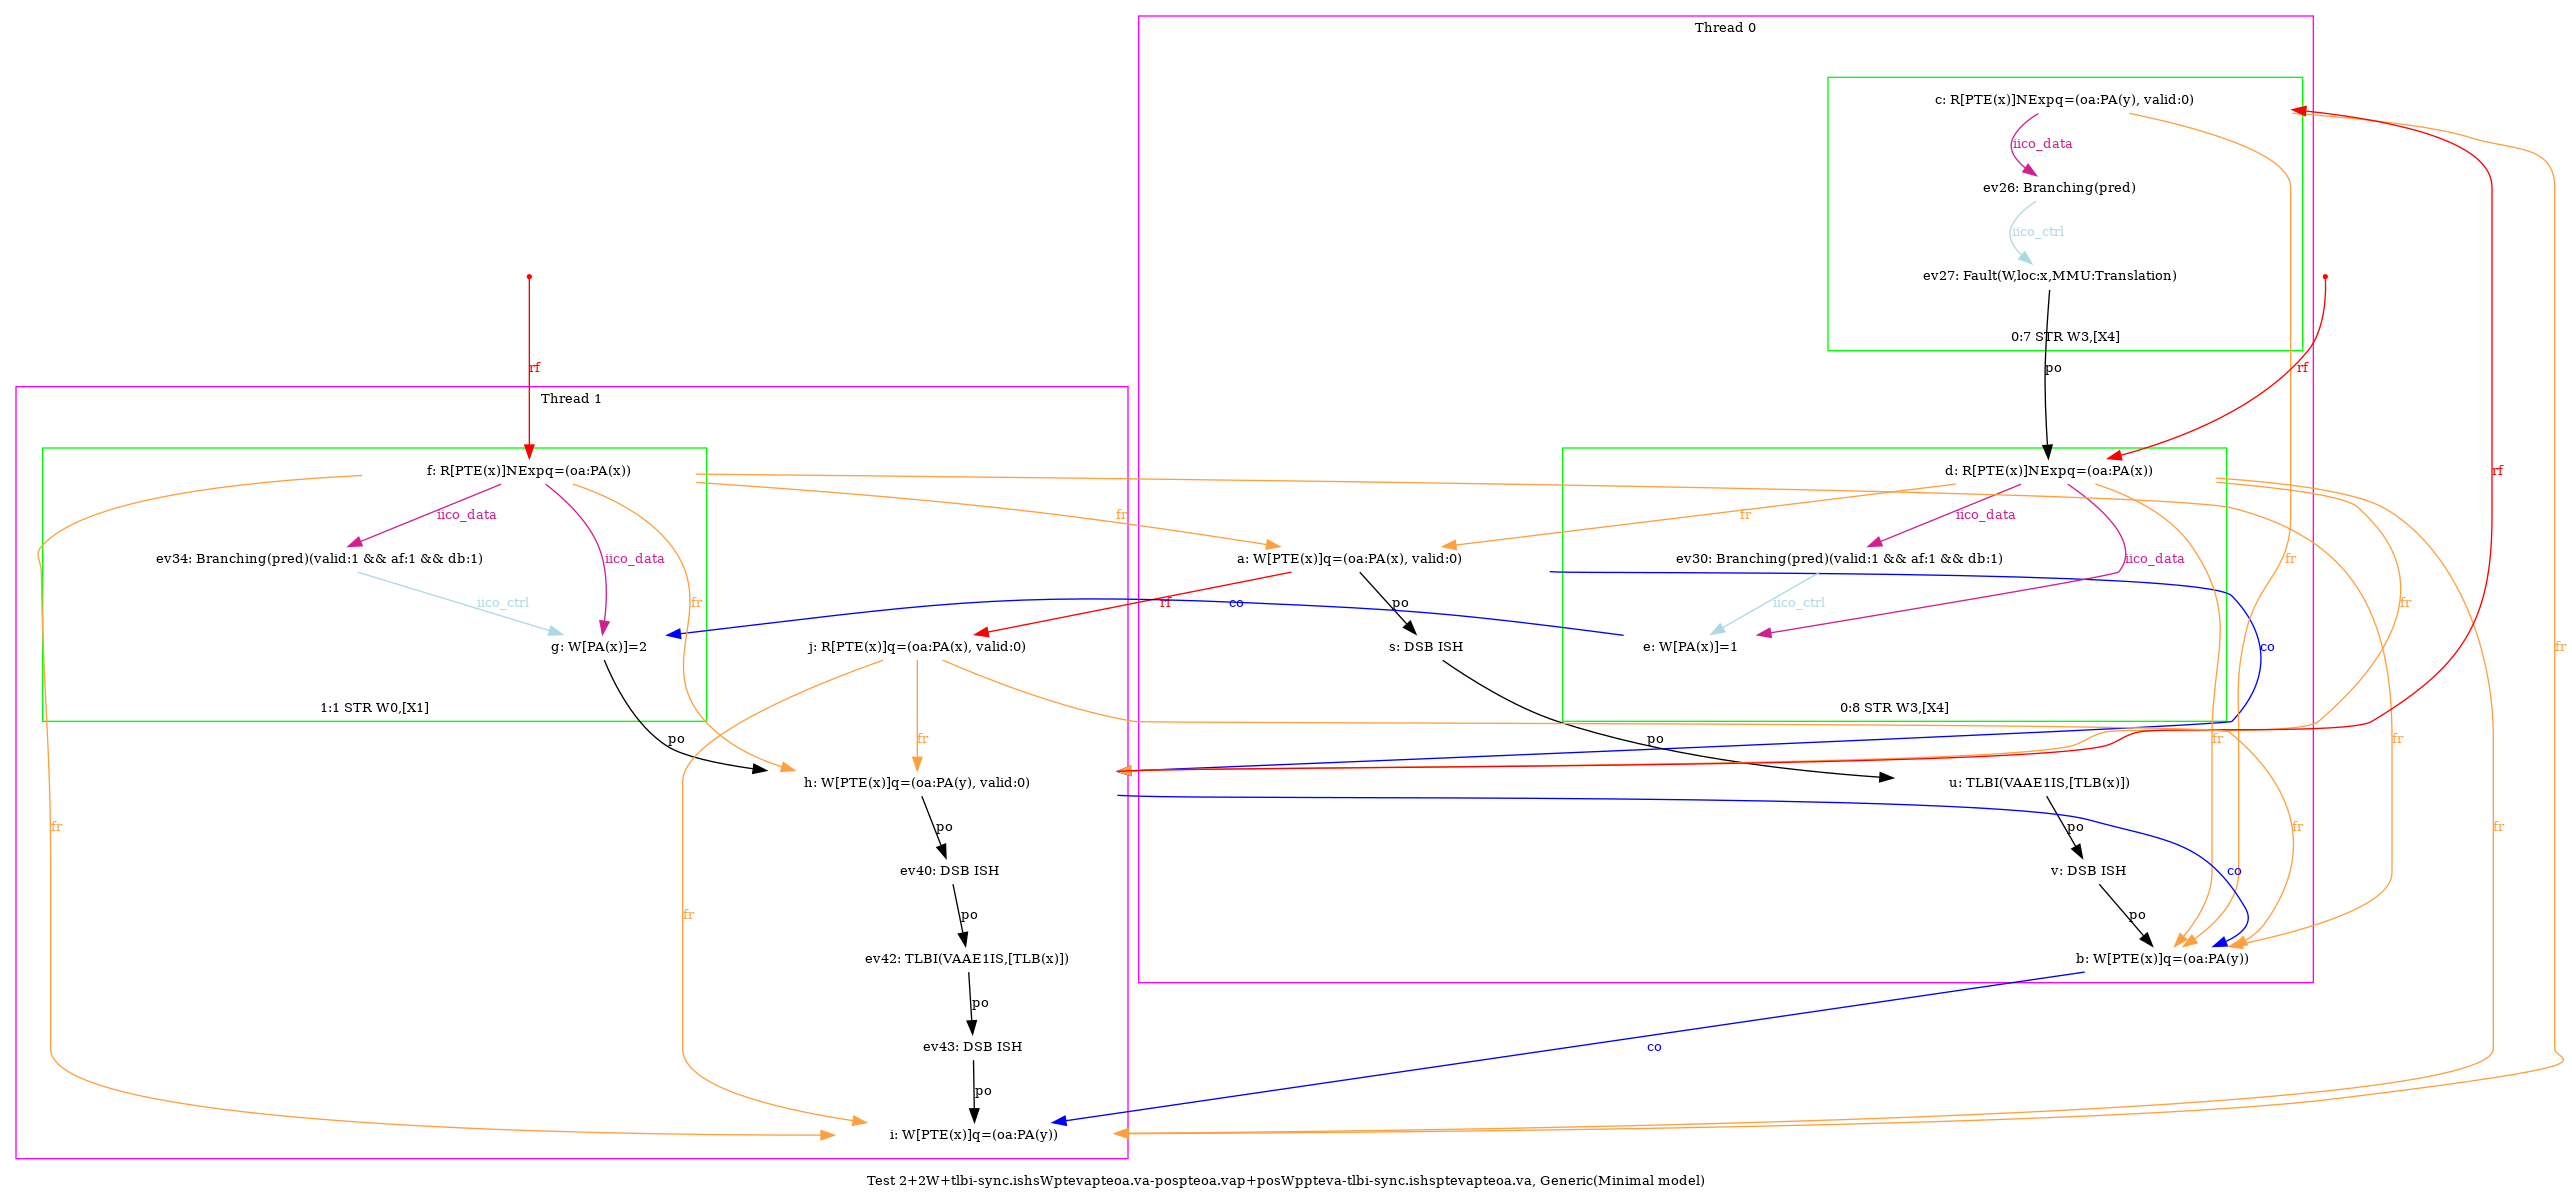 Thread 0
c: R[PTE(x)]NExpq=(oa:PA(y), valid:0)
iico_data
ev26: Branching(pred)
iico_ctrl
ev27: Fault(W,loc:x,MMU:Translation)
0:7 STR W3,[X4]
rf
po
rf
Thread 1
f: R[PTE(x)]NExpq=(oa:PA(x))
d: R[PTE(x)]NExpq=(oa:PA(x))
rf
iico_data
fr
fr
iico_data
ev34: Branching(pred)(valid:1 && af:1 && db:1)
iico_data
a: W[PTE(x)]q=(oa:PA(x), valid:0)
ev30: Branching(pred)(valid:1 && af:1 && db:1)
iico_data
fr
iico_ctrl
fr
rf
co
po
iico_ctrl
fr
g: W[PA(x)]=2
j: R[PTE(x)]q=(oa:PA(x), valid:0)
s: DSB ISH
e: W[PA(x)]=1
co
fr
1:1 STR W0,[X1]
0:8 STR W3,[X4]
po
fr
po
fr
fr
h: W[PTE(x)]q=(oa:PA(y), valid:0)
u: TLBI(VAAE1IS,[TLB(x)])
fr
po
po
fr
fr
ev40: DSB ISH
v: DSB ISH
co
fr
po
po
ev42: TLBI(VAAE1IS,[TLB(x)])
b: W[PTE(x)]q=(oa:PA(y))
po
ev43: DSB ISH
co
po
i: W[PTE(x)]q=(oa:PA(y))
Test 2+2W+tlbi-sync.ishsWptevapteoa.va-pospteoa.vap+posWppteva-tlbi-sync.ishsptevapteoa.va, Generic(Minimal model)